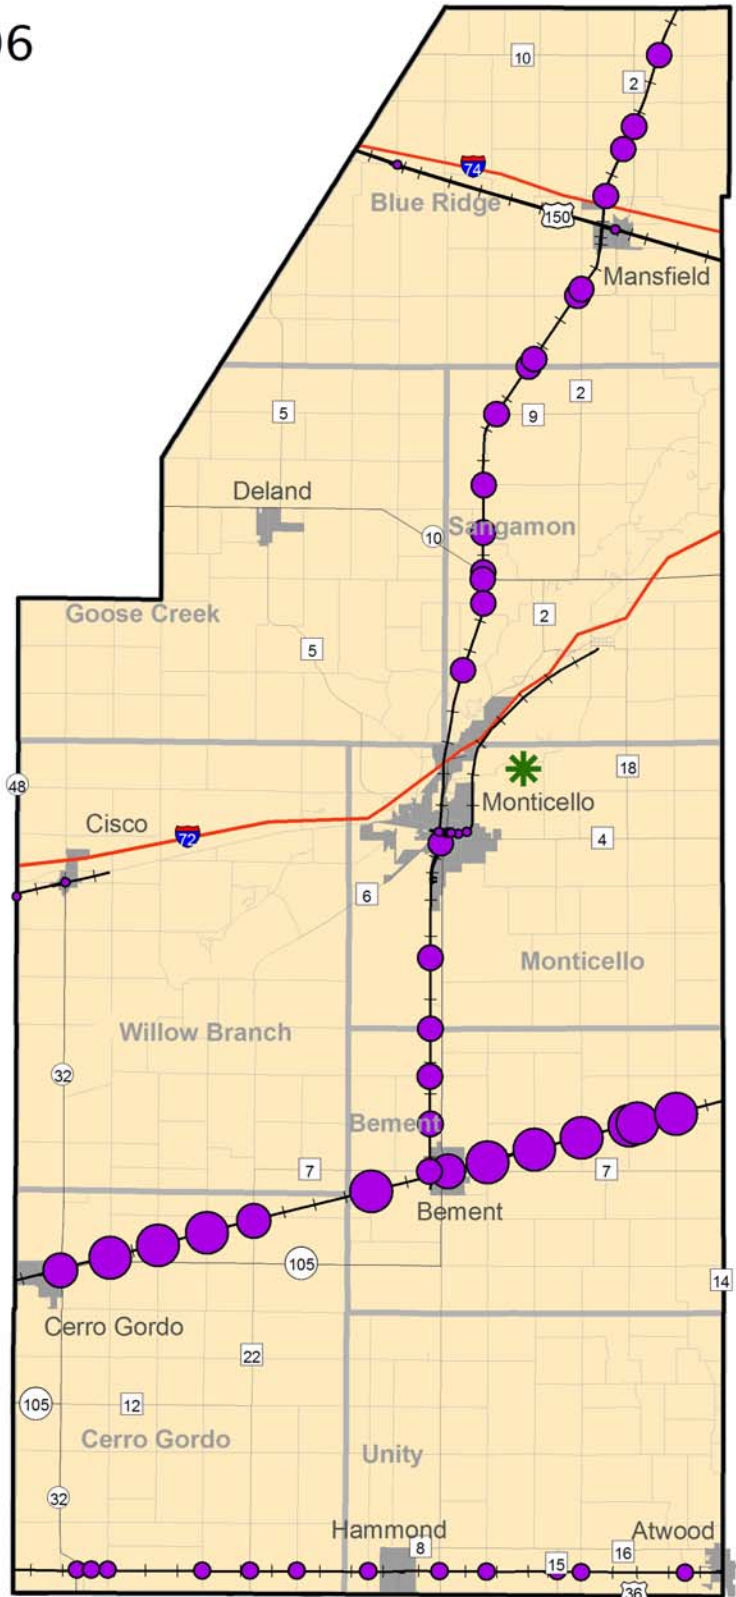 10
2
74
Blue Ridge
150
Mansfield
2
5
9
Deland
Sangamon
10
Goose Creek
2
5
48
18
Monticello
Cisco
72
4
6
Monticello
Willow Branch
32
Bement
7
7
Bement
105
14
Cerro Gordo
22
105
12
Cerro Gordo
Unity
32
Hammond
Atwood
8
15
16
36